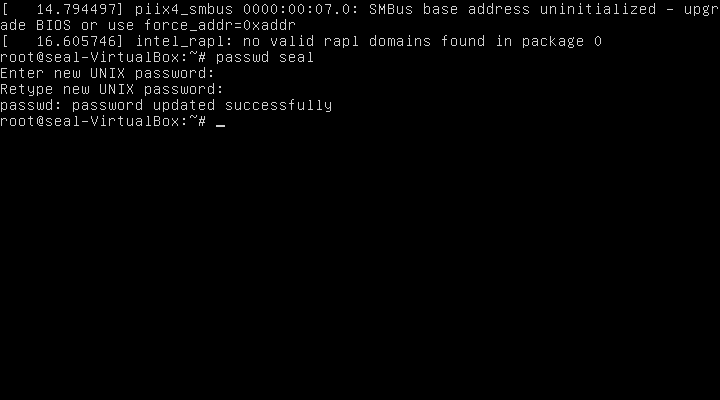 [   14.794497] piix4_smbus 0000:00:07.0: SMBus base address uninitialized - upgr
ade BIOS or use force_addr=0xaddr
[   16.605746] intel_rapl: no valid rapl domains found in package 0
root@seal-VirtualBox:~# passwd seal
Enter new UNIX password:
Retype new UNIX password:
passwd: password updated successfully
root@seal-VirtualBox:~# _